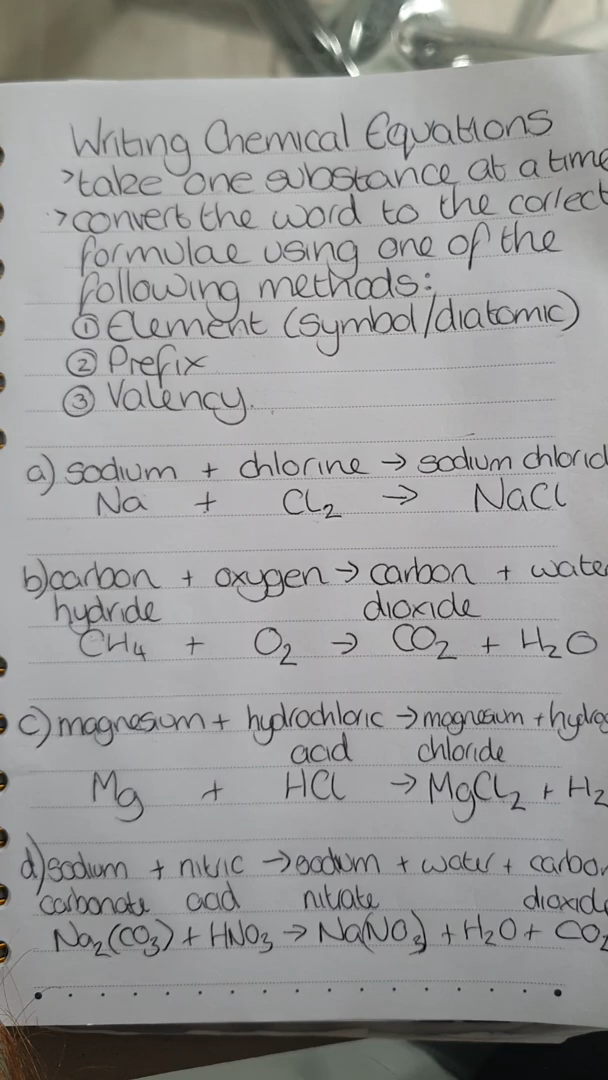 Writing Chemical Equations
>take one substance at a time
>convert the word to the correct
formulae using one of the
following methods:
① Element (symbol/diatomic)
② Prefix
③ Valency.
a) sodium + chlorine → sodium chlorid
Na + Cl₂ → NaCl
b) carbon + oxygen → carbon + wate
hydride dioxide
CH₄ + O₂ → CO₂ + H₂O
c) magnesium + hydrochloric → magnesium + hydrog
acid chloride
Mg + HCl → MgCl₂ + H₂
d) sodium + nitric → sodium + water + carbon
carbonate acid nitrate dioxide
Na₂(CO₃) + HNO₃ → Na(NO₃) + H₂O + CO₂